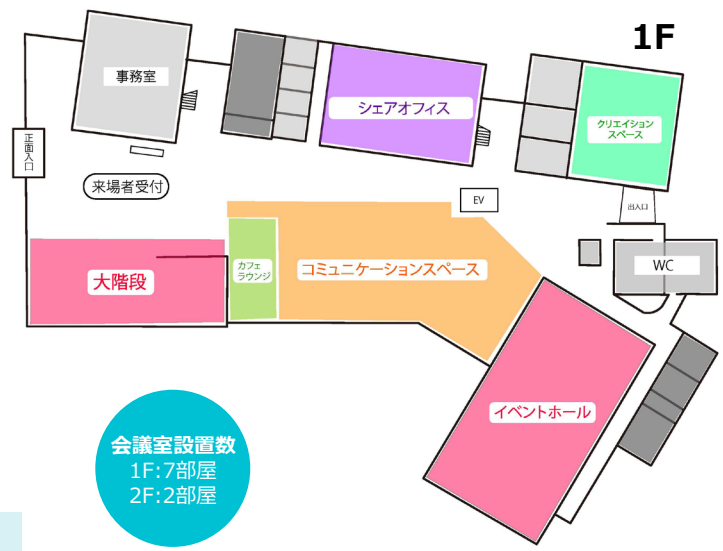 1F
事務室
シェアオフィス
クリエイション
スペース
正面入口
来場者受付
EV
出入口
大階段
カフェ
ラウンジ
コミュニケーションスペース
WC
イベントホール
会議室設置数
1F:7部屋
2F:2部屋